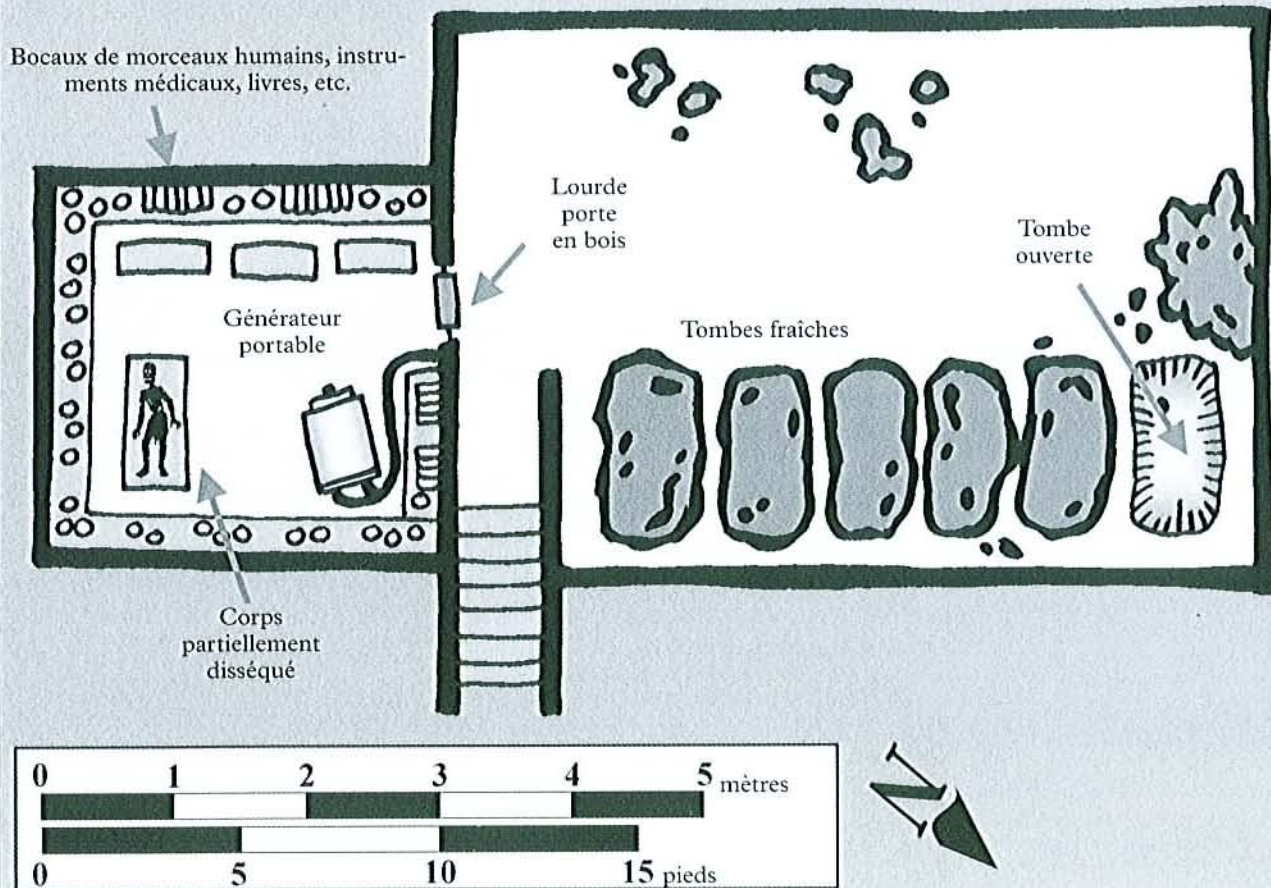 Bocaux de morceaux humains, instru-
ments médicaux, livres, etc.
Lourde
porte
en bois
Tombe
ouverte
Générateur
portable
Tombes fraîches
Corps
partiellement
disséqué
0 1 2 3 4 5 mètres
0 5 10 15 pieds
N